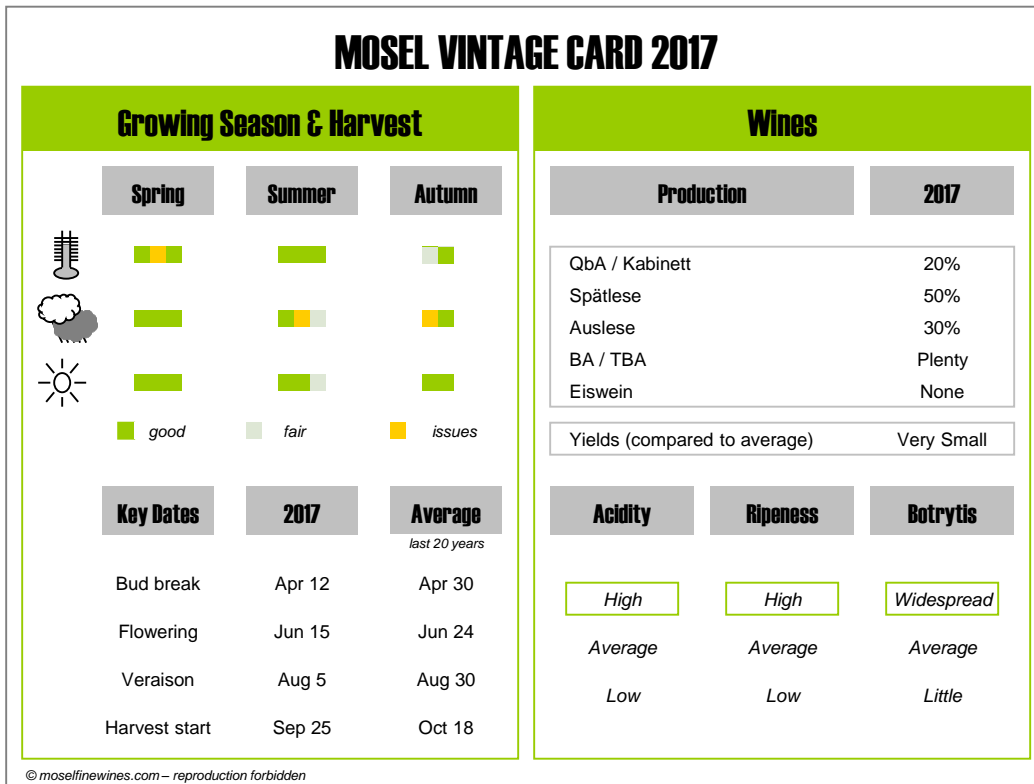 MOSEL VINTAGE CARD 2017
Growing Season & Harvest
Spring Summer Autumn
good fair issues
Key Dates 2017 Average
last 20 years
Bud break Apr 12 Apr 30
Flowering Jun 15 Jun 24
Veraison Aug 5 Aug 30
Harvest start Sep 25 Oct 18
Wines
Production 2017
QbA / Kabinett 20%
Spätlese 50%
Auslese 30%
BA / TBA Plenty
Eiswein None
Yields (compared to average) Very Small
Acidity Ripeness Botrytis
High High Widespread
Average Average Average
Low Low Little
© moselfinewines.com – reproduction forbidden